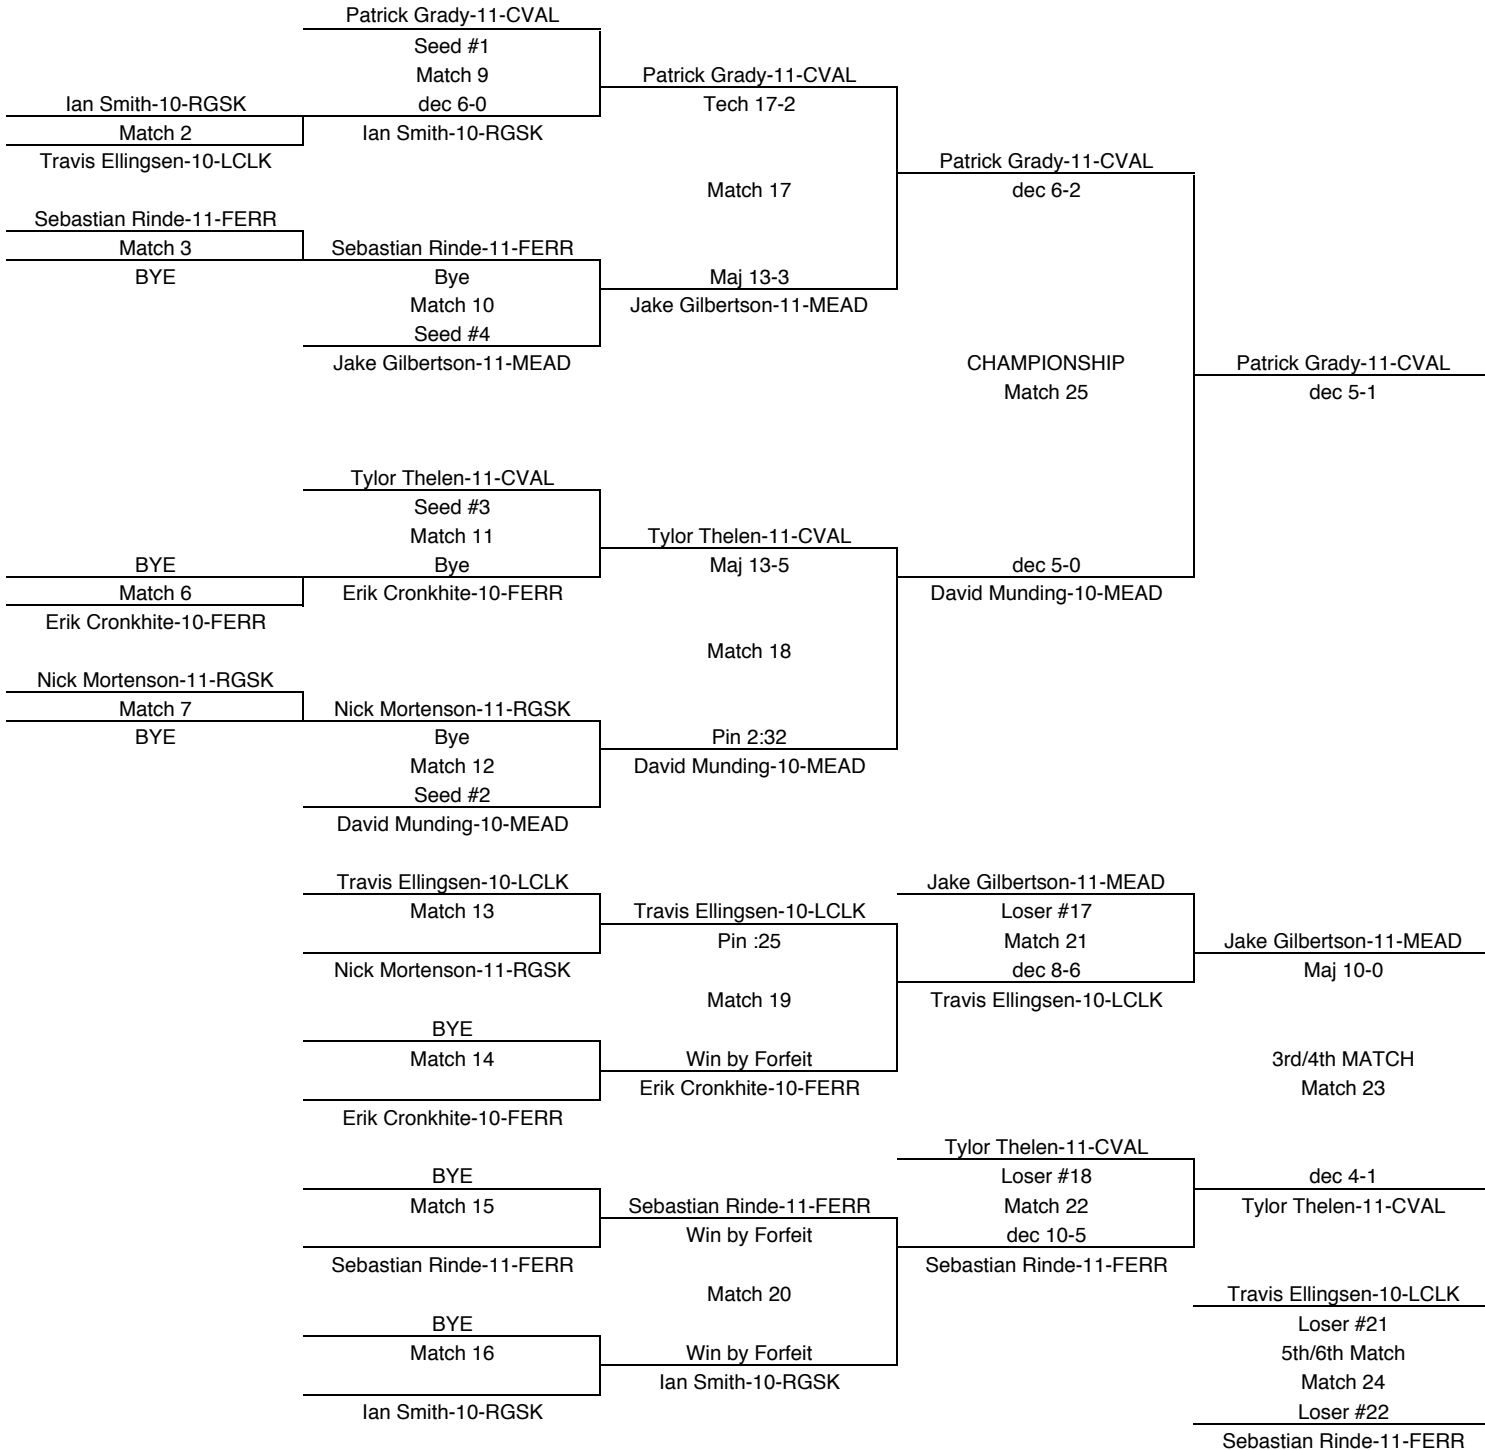 Patrick Grady-11-CVAL
Seed #1
Match 9
Patrick Grady-11-CVAL
Ian Smith-10-RGSK
dec 6-0
Tech 17-2
Match 2
Ian Smith-10-RGSK
Travis Ellingsen-10-LCLK
Patrick Grady-11-CVAL
Match 17
dec 6-2
Sebastian Rinde-11-FERR
Match 3
Sebastian Rinde-11-FERR
BYE
Bye
Maj 13-3
Match 10
Jake Gilbertson-11-MEAD
Seed #4
Jake Gilbertson-11-MEAD
CHAMPIONSHIP
Patrick Grady-11-CVAL
Match 25
dec 5-1
Tylor Thelen-11-CVAL
Seed #3
Match 11
Tylor Thelen-11-CVAL
BYE
Bye
Maj 13-5
dec 5-0
Match 6
Erik Cronkhite-10-FERR
David Munding-10-MEAD
Erik Cronkhite-10-FERR
Match 18
Nick Mortenson-11-RGSK
Match 7
Nick Mortenson-11-RGSK
BYE
Bye
Pin 2:32
Match 12
David Munding-10-MEAD
Seed #2
David Munding-10-MEAD
Travis Ellingsen-10-LCLK
Jake Gilbertson-11-MEAD
Match 13
Travis Ellingsen-10-LCLK
Loser #17
Pin :25
Match 21
Jake Gilbertson-11-MEAD
Nick Mortenson-11-RGSK
dec 8-6
Maj 10-0
Match 19
Travis Ellingsen-10-LCLK
BYE
Match 14
Win by Forfeit
3rd/4th MATCH
Erik Cronkhite-10-FERR
Match 23
Erik Cronkhite-10-FERR
Tylor Thelen-11-CVAL
BYE
Loser #18
dec 4-1
Match 15
Sebastian Rinde-11-FERR
Match 22
Tylor Thelen-11-CVAL
Win by Forfeit
dec 10-5
Sebastian Rinde-11-FERR
Sebastian Rinde-11-FERR
Match 20
Travis Ellingsen-10-LCLK
BYE
Loser #21
Match 16
Win by Forfeit
5th/6th Match
Ian Smith-10-RGSK
Match 24
Ian Smith-10-RGSK
Loser #22
Sebastian Rinde-11-FERR